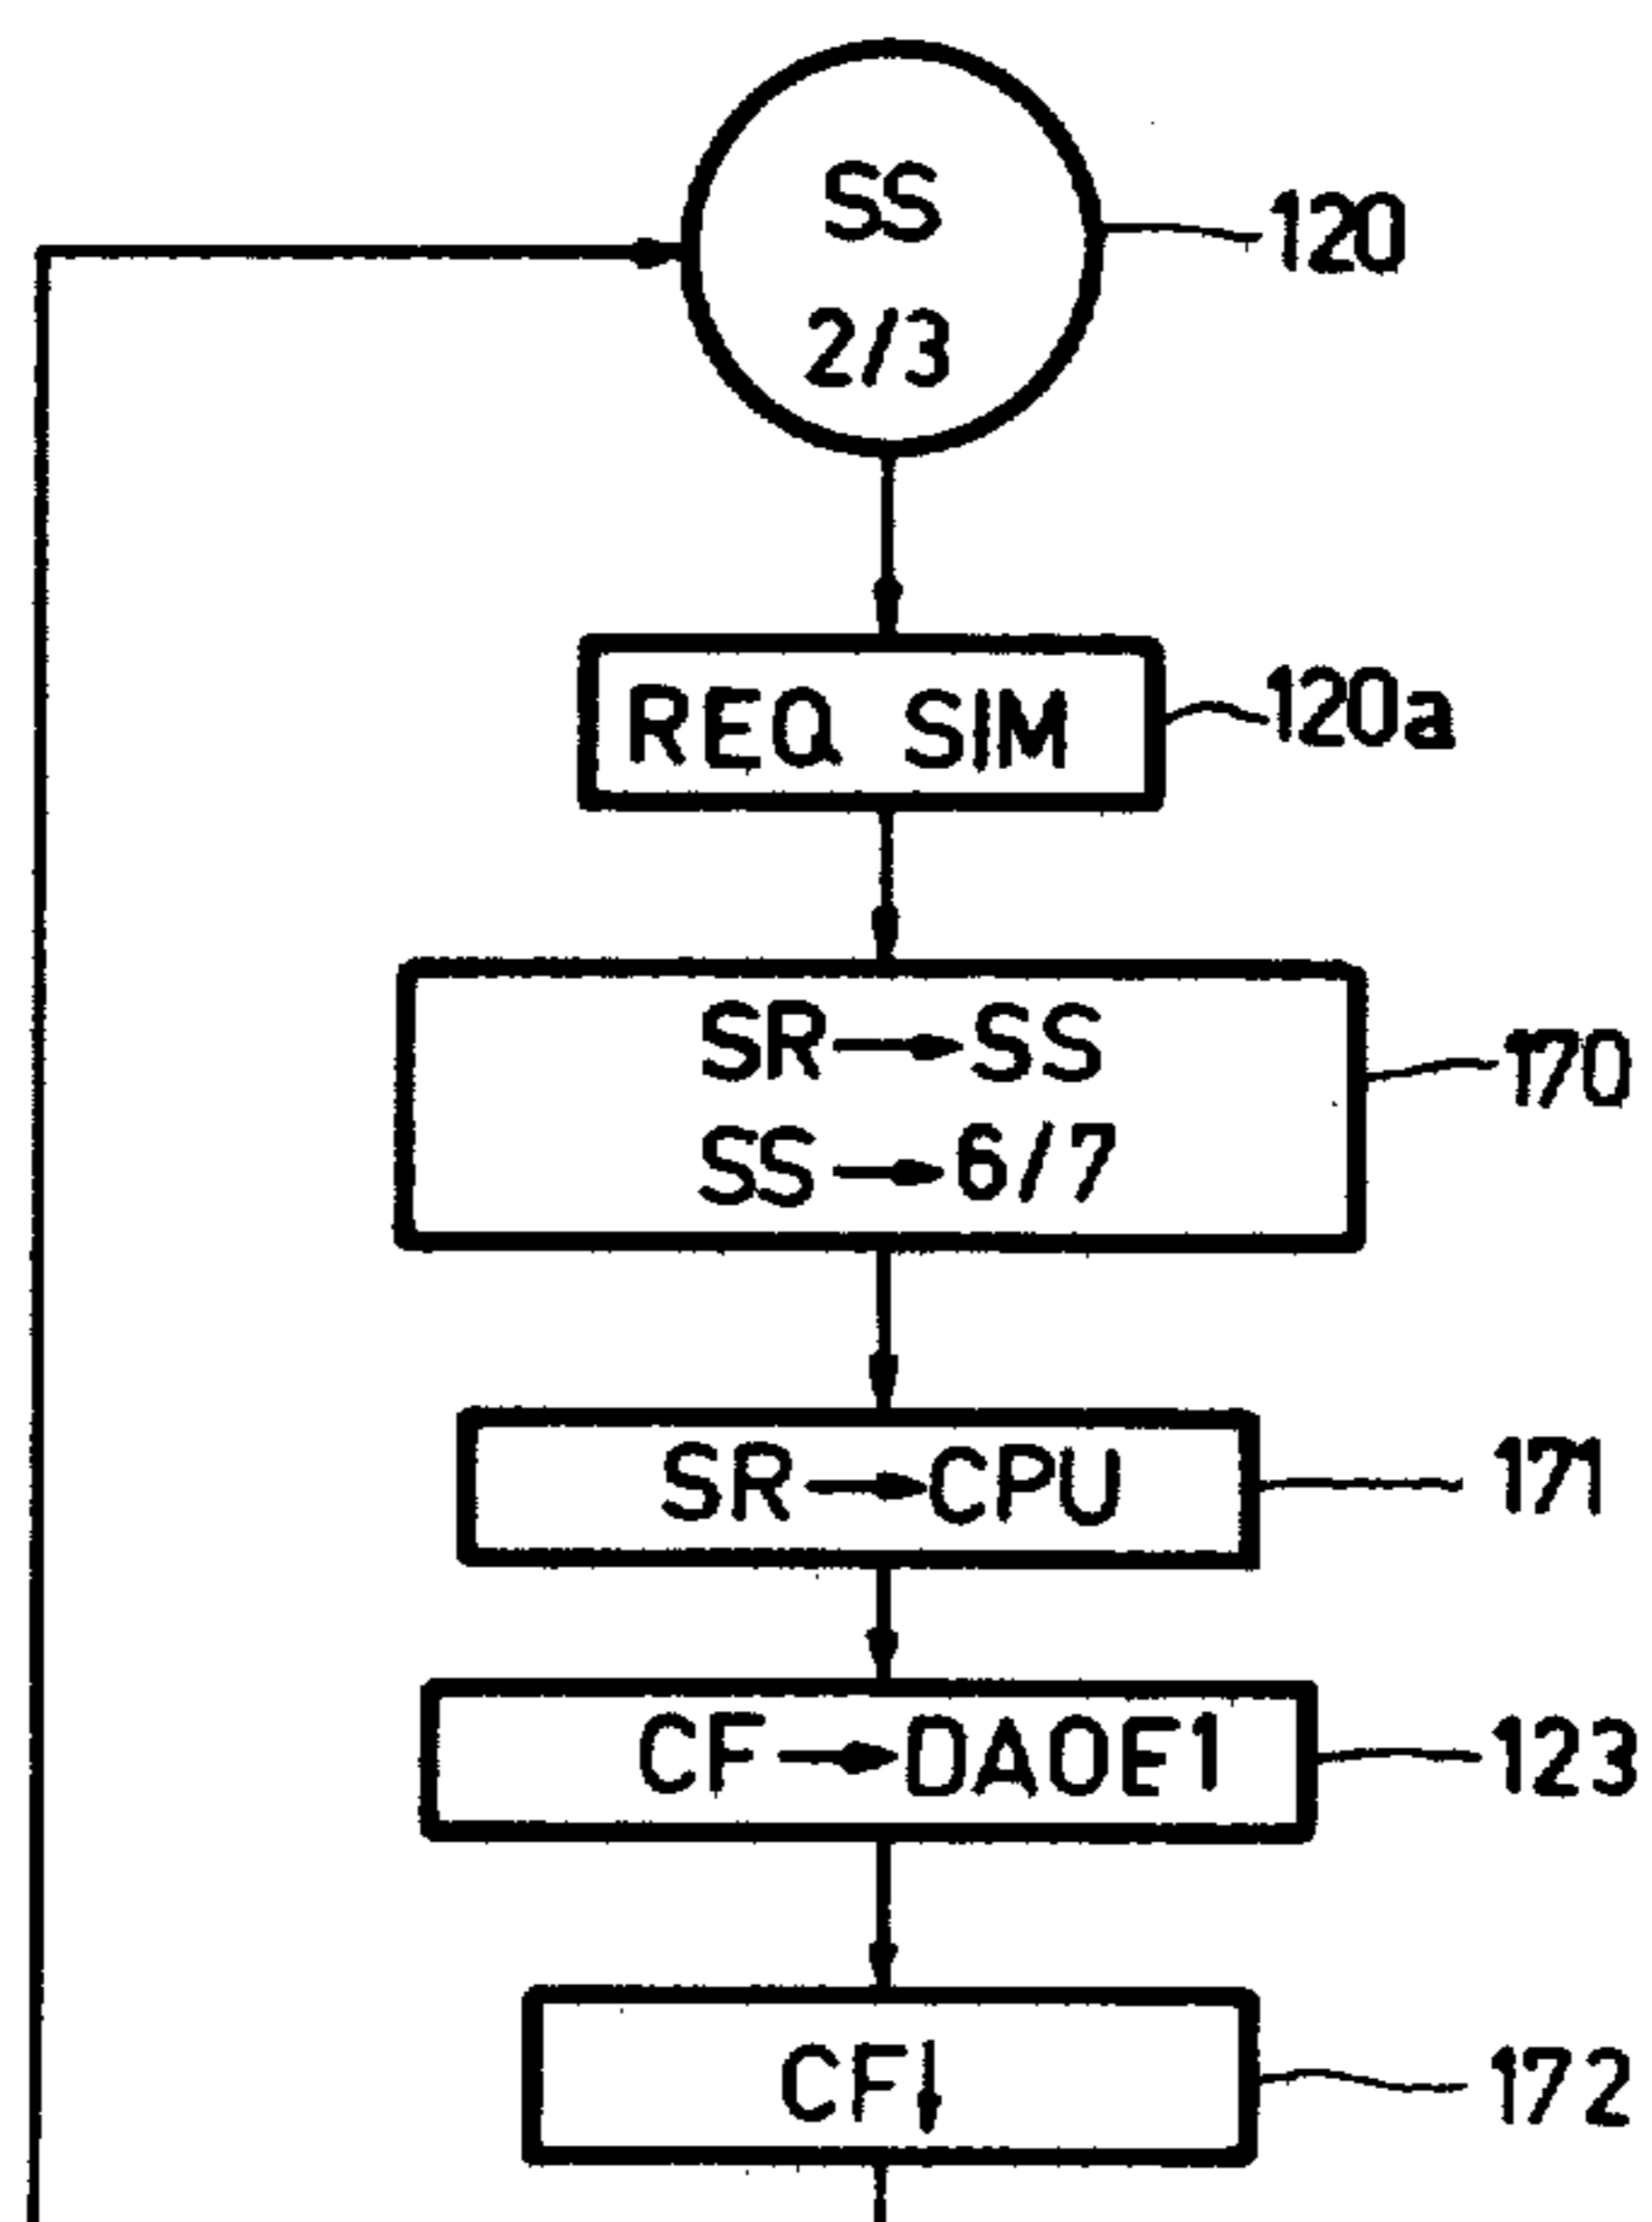 SS
2/3
120
REQ SIM
120a
SR→SS
SS→6/7
170
SR→CPU
171
CF→DAOE1
123
CF↓
172